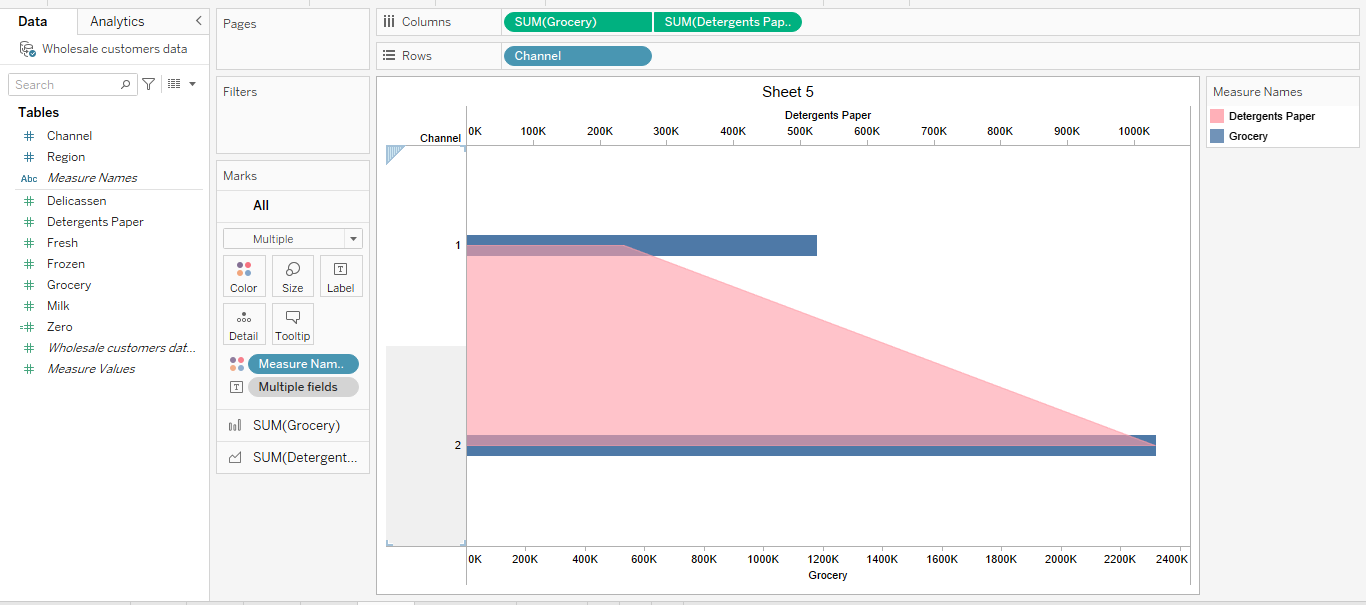 Data
Analytics
Wholesale customers data
Search
Tables
Channel
Region
Abc Measure Names
Delicassen
Detergents Paper
Fresh
Frozen
Grocery
Milk
Zero
Wholesale customers dat...
Measure Values
Pages
Filters
Marks
All
Multiple
Color Size Label
Detail Tooltip
Measure Nam..
Multiple fields
SUM(Grocery)
SUM(Detergent...
Columns SUM(Grocery) SUM(Detergents Pap..
Rows Channel
Sheet 5
Detergents Paper
0K 100K 200K 300K 400K 500K 600K 700K 800K 900K 1000K
Channel
1
2
0K 200K 400K 600K 800K 1000K 1200K 1400K 1600K 1800K 2000K 2200K 2400K
Grocery
Measure Names
Detergents Paper
Grocery